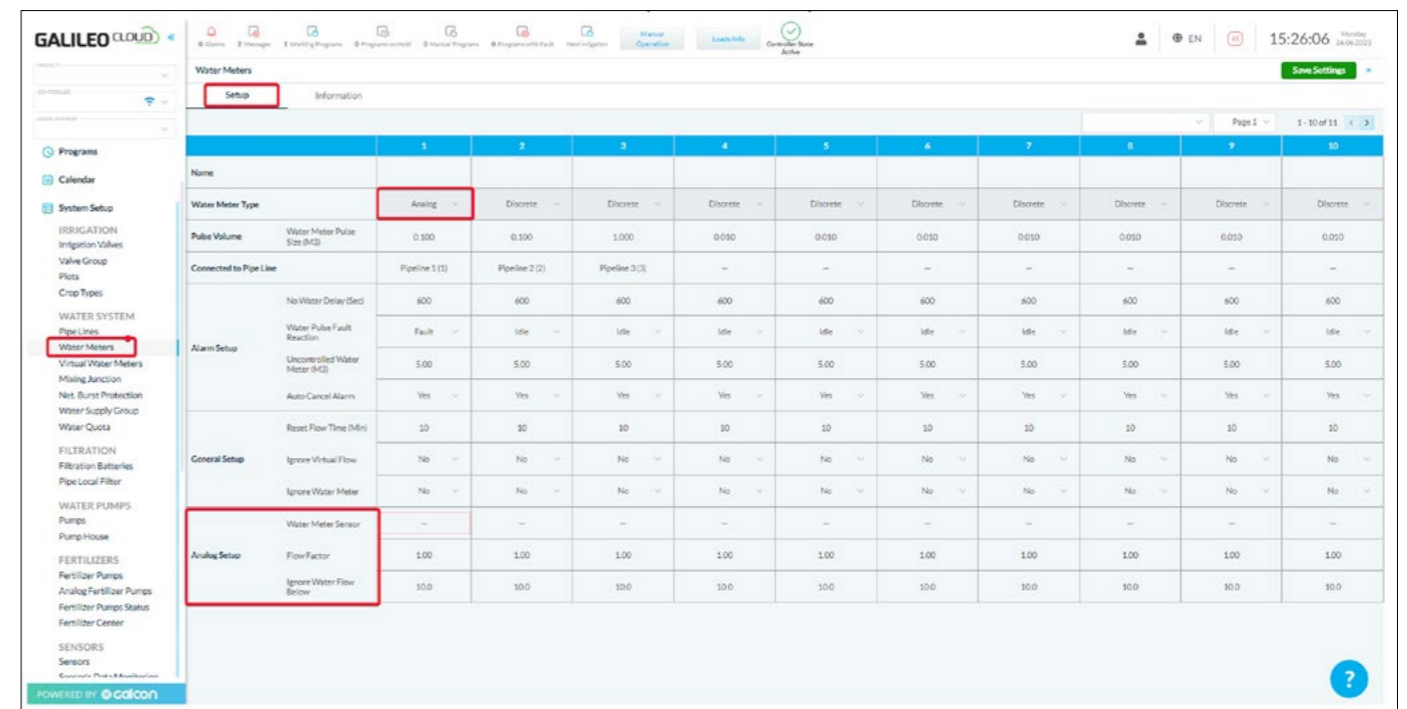 GALILEO CLOUD «
0 Alarms 2 Messages 1 Working Programs 0 Programs on Hold 0 Manual Programs 0 Programs with Fault Next Irrigation Manual Operation Loads Info Controller State Active EN 15:26:06 Monday
Water Meters Save Settings
Setup Information
Page 1 1 - 10 of 11 < >
1 2 3 4 5 6 7 8 9 10
Name
Water Meter Type Analog Discrete Discrete Discrete Discrete Discrete Discrete Discrete Discrete Discrete
Pulse Volume Water Meter Pulse Size (M3) 0.100 0.100 1.000 0.010 0.010 0.010 0.010 0.010 0.010 0.010
Connected to Pipe Line Pipeline 1 (1) Pipeline 2 (2) Pipeline 3 (3) – – – – – – –
Alarm Setup
No Water Delay (Sec) 600 600 600 600 600 600 600 600 600 600
Water Pulse Fault Reaction Fault Idle Idle Idle Idle Idle Idle Idle Idle Idle
Uncontrolled Water Meter (M3) 5.00 5.00 5.00 5.00 5.00 5.00 5.00 5.00 5.00 5.00
Auto Cancel Alarm Yes Yes Yes Yes Yes Yes Yes Yes Yes Yes
General Setup
Reset Flow Time (Min) 10 10 10 10 10 10 10 10 10 10
Ignore Virtual Flow No No No No No No No No No No
Ignore Water Meter No No No No No No No No No No
Analog Setup
Water Meter Sensor – – – – – – – – – –
Flow Factor 1.00 1.00 1.00 1.00 1.00 1.00 1.00 1.00 1.00 1.00
Ignore Water Flow Below 10.0 10.0 10.0 10.0 10.0 10.0 10.0 10.0 10.0 10.0
Programs
Calendar
System Setup
IRRIGATION
Irrigation Valves
Valve Group
Plots
Crop Types
WATER SYSTEM
Pipe Lines
Water Meters
Virtual Water Meters
Mixing Junction
Net. Burst Protection
Water Supply Group
Water Quota
FILTRATION
Filtration Batteries
Pipe Local Filter
WATER PUMPS
Pumps
Pump House
FERTILIZERS
Fertilizer Pumps
Analog Fertilizer Pumps
Fertilizer Pumps Status
Fertilizer Center
SENSORS
Sensors
POWERED BY Galcon
?